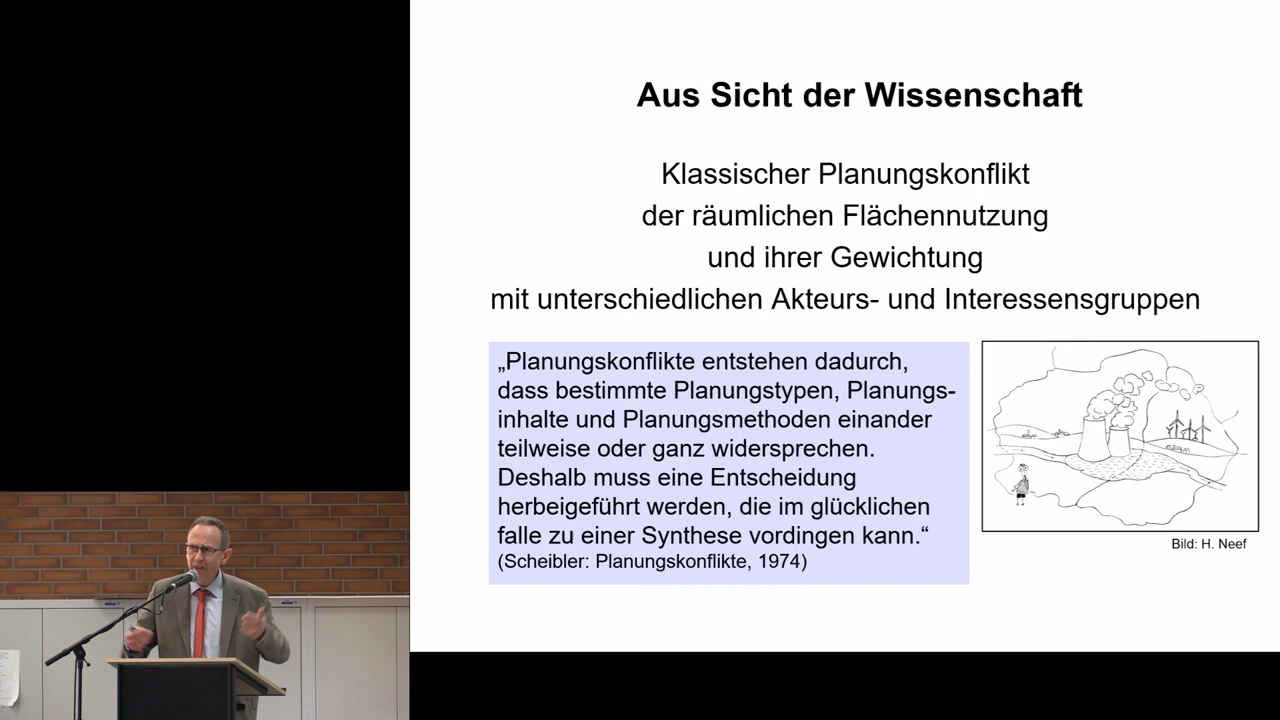 Aus Sicht der Wissenschaft
Klassischer Planungskonflikt
der räumlichen Flächennutzung
und ihrer Gewichtung
mit unterschiedlichen Akteurs- und Interessensgruppen
„Planungskonflikte entstehen dadurch,
dass bestimmte Planungstypen, Planungs-
inhalte und Planungsmethoden einander
teilweise oder ganz widersprechen.
Deshalb muss eine Entscheidung
herbeigeführt werden, die im glücklichen
falle zu einer Synthese vordingen kann.“
(Scheibler: Planungskonflikte, 1974)
Bild: H. Neef